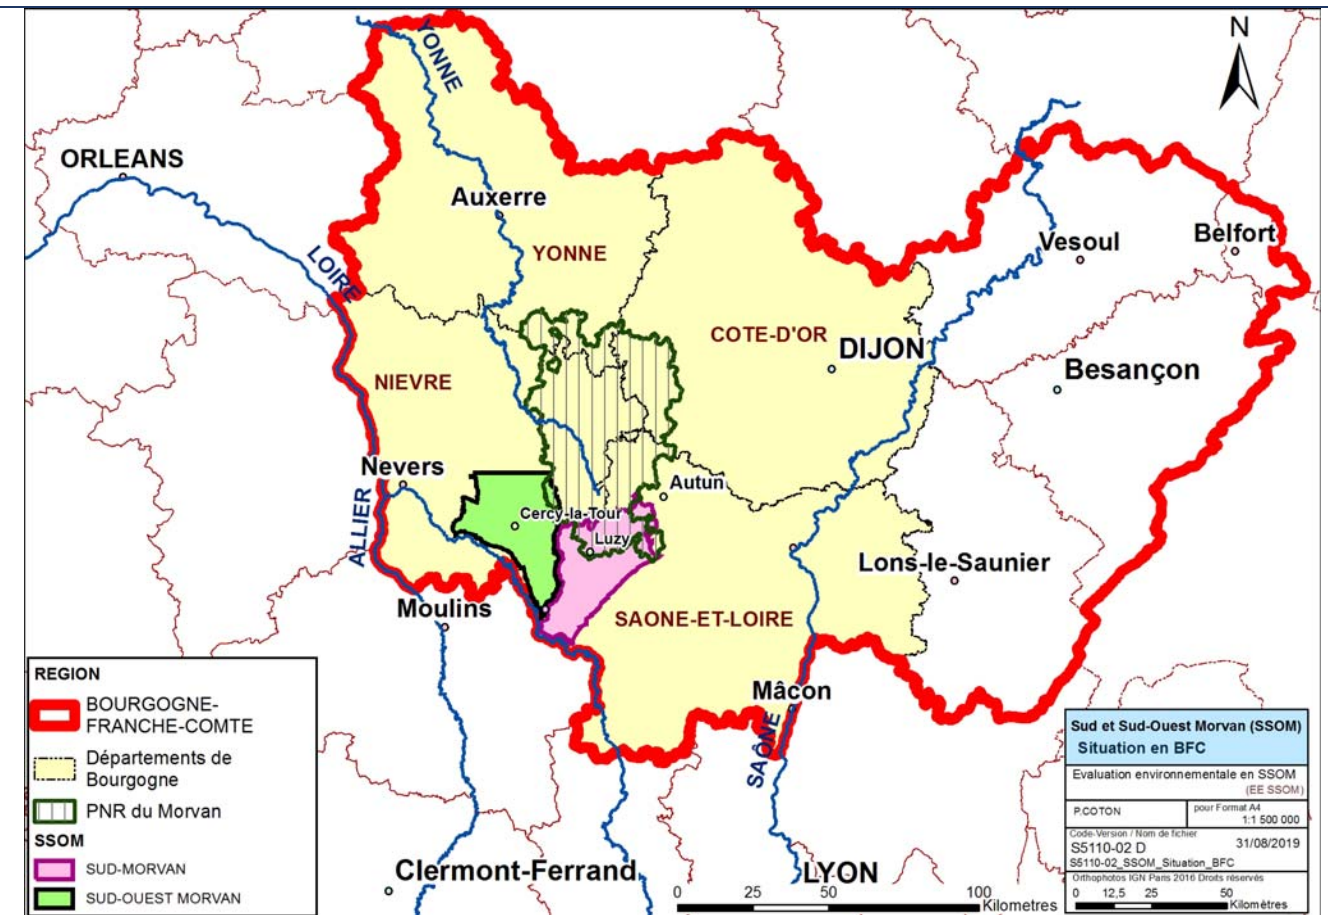 N
YONNE
ORLEANS
Auxerre
YONNE
LOIRE
Vesoul
Belfort
COTE-D'OR
DIJON
Besançon
NIEVRE
Nevers
Autun
ALLIER
Cercy-la-Tour
Luzy
Lons-le-Saunier
Moulins
SAONE-ET-LOIRE
Mâcon
SAÔNE
Clermont-Ferrand
LYON
REGION
BOURGOGNE-
FRANCHE-COMTE
Départements de
Bourgogne
PNR du Morvan
SSOM
SUD-MORVAN
SUD-OUEST MORVAN
0 25 50 100
Kilometres
Sud et Sud-Ouest Morvan (SSOM)
Situation en BFC
Evaluation environnementale en SSOM
(EE SSOM)
P.COTON
pour Format A4
1:1 500 000
Code-Version / Nom de fichier
S5110-02 D
31/08/2019
S5110-02_SSOM_Situation_BFC
Orthophotos IGN Paris 2016 Droits réservés
0 12,5 25 50
Kilomètres